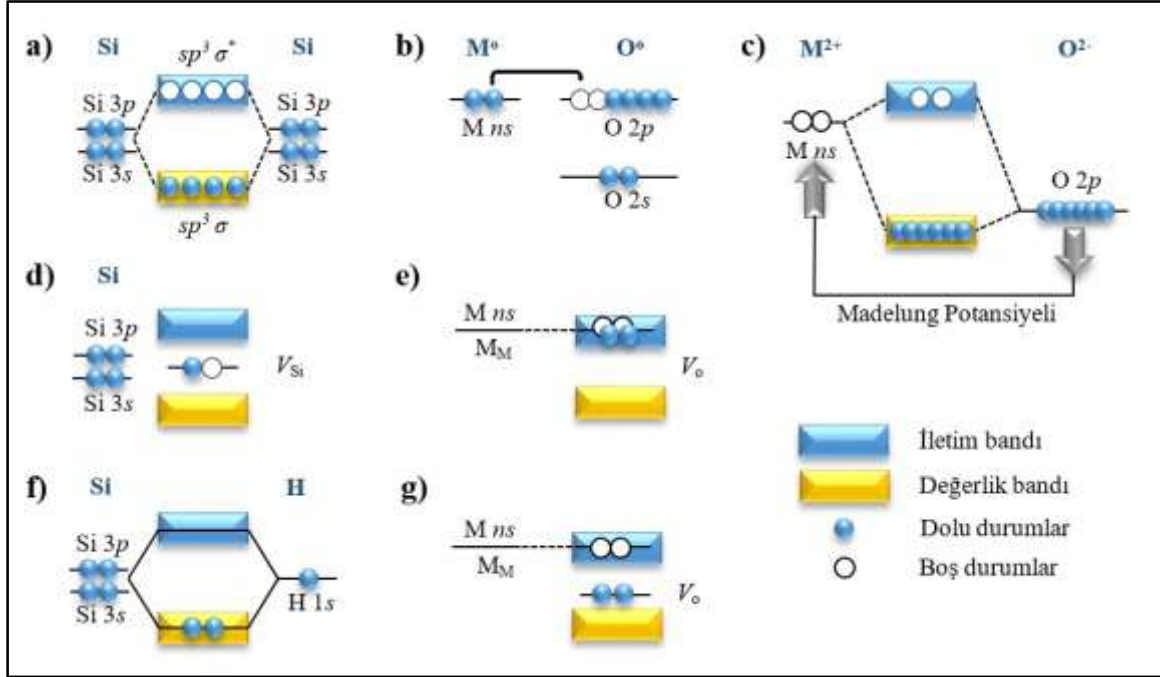 a)
Si
sp³ σ*
Si
Si 3p
Si 3s
Si 3p
Si 3s
sp³ σ
b)
Mº
Oº
M ns
O 2p
O 2s
c)
M²⁺
O²⁻
M ns
O 2p
Madelung Potansiyeli
d)
Si
Si 3p
Si 3s
V_Si
e)
M ns
M_M
V_o
f)
Si
H
Si 3p
Si 3s
H 1s
g)
M ns
M_M
V_o
İletim bandı
Değerlik bandı
Dolu durumlar
Boş durumlar